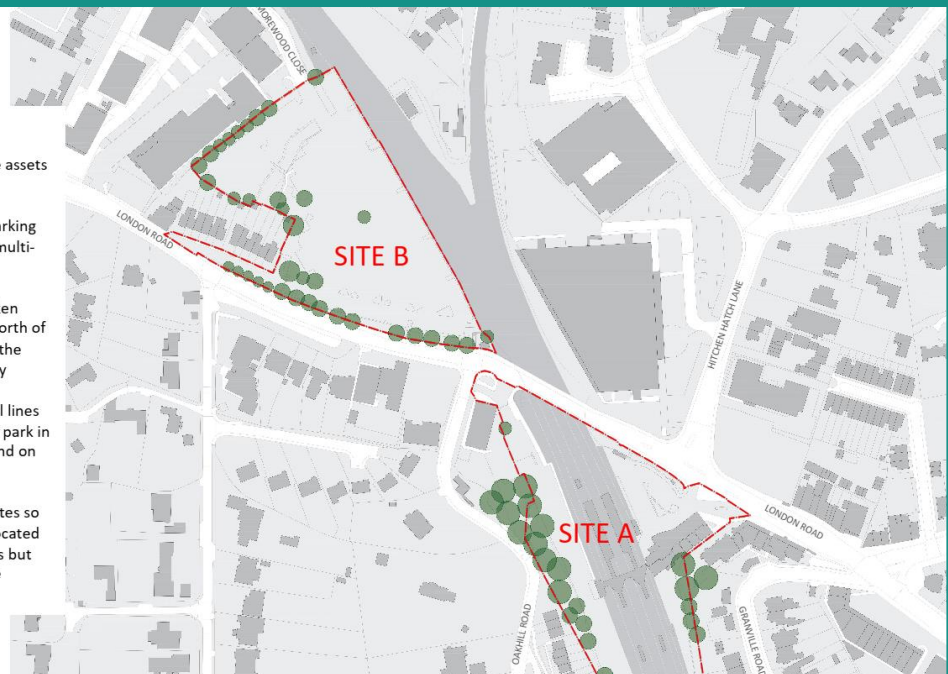 e assets
arking
multi-
ten
orth of
the
y
l lines
park in
nd on
tes so
ocated
s but
e
MOREWOOD CLOSE
LONDON ROAD
SITE B
HITCHEN HATCH LANE
SITE A
LONDON ROAD
OAKHILL ROAD
GRANVILLE ROAD